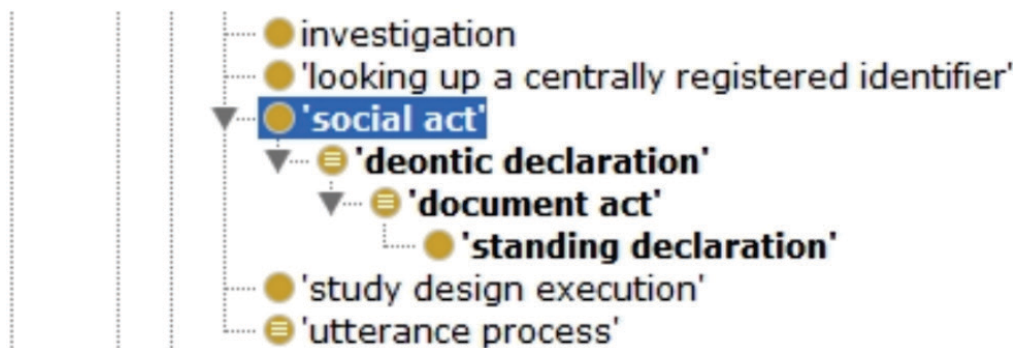 investigation
'looking up a centrally registered identifier'
'social act'
'deontic declaration'
'document act'
'standing declaration'
'study design execution'
'utterance process'